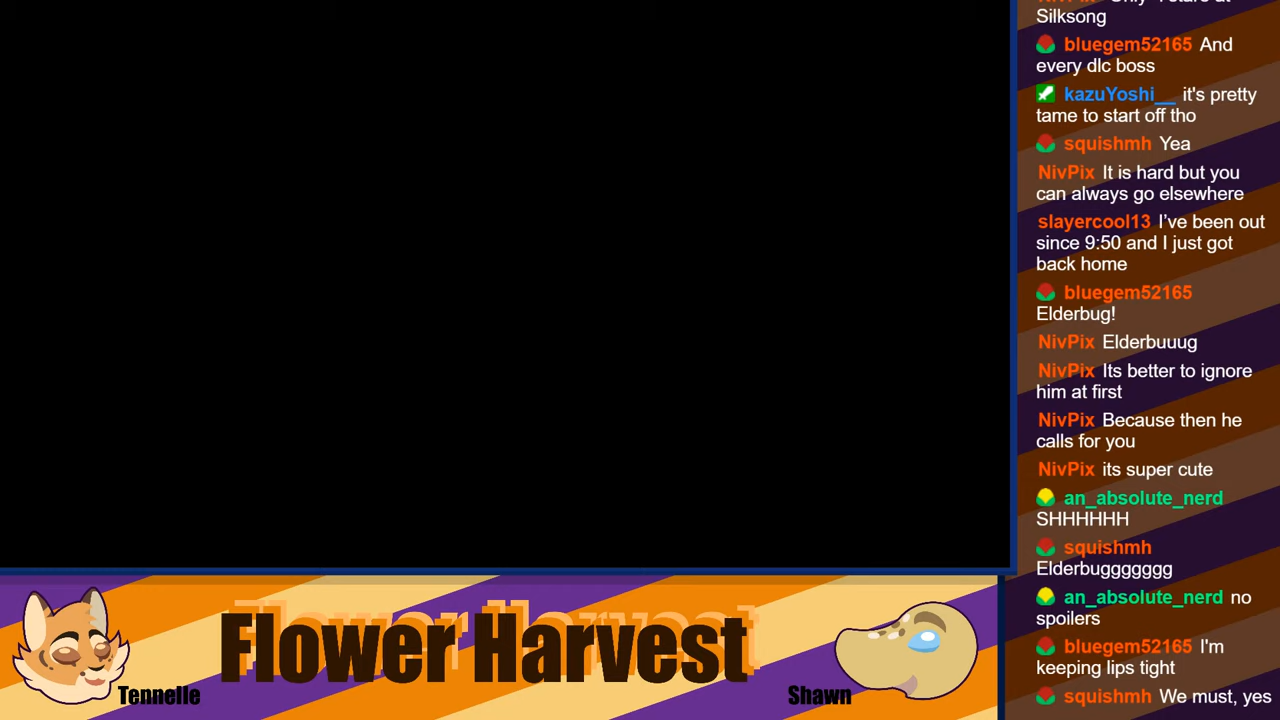 Silksong
bluegem52165 And
every dlc boss
kazuYoshi__ it's pretty
tame to start off tho
squishmh Yea
NivPix It is hard but you
can always go elsewhere
slayercool13 I've been out
since 9:50 and I just got
back home
bluegem52165
Elderbug!
NivPix Elderbuuug
NivPix Its better to ignore
him at first
NivPix Because then he
calls for you
NivPix its super cute
an_absolute_nerd
SHHHHHH
squishmh
Elderbuggggggg
an_absolute_nerd no
spoilers
bluegem52165 I'm
keeping lips tight
squishmh We must, yes
Flower Harvest
Tennelle
Shawn